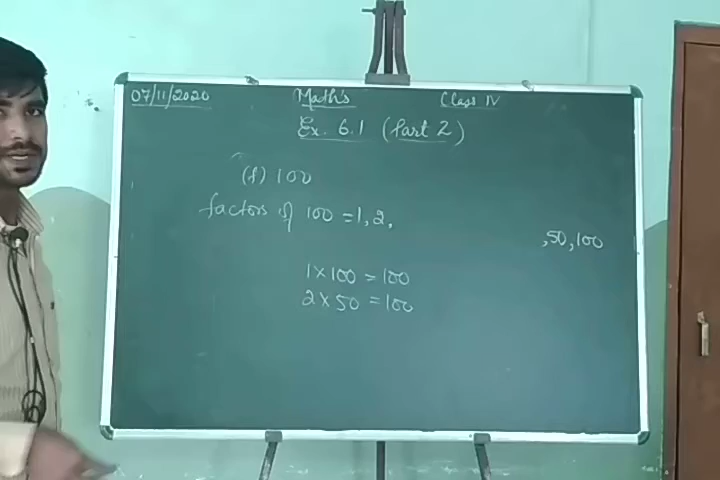 07/11/2020 Math's Class IV
Ex. 6.1 (Part 2)
(f) 100
factors of 100 = 1, 2,
, 50, 100
1 × 100 = 100
2 × 50 = 100